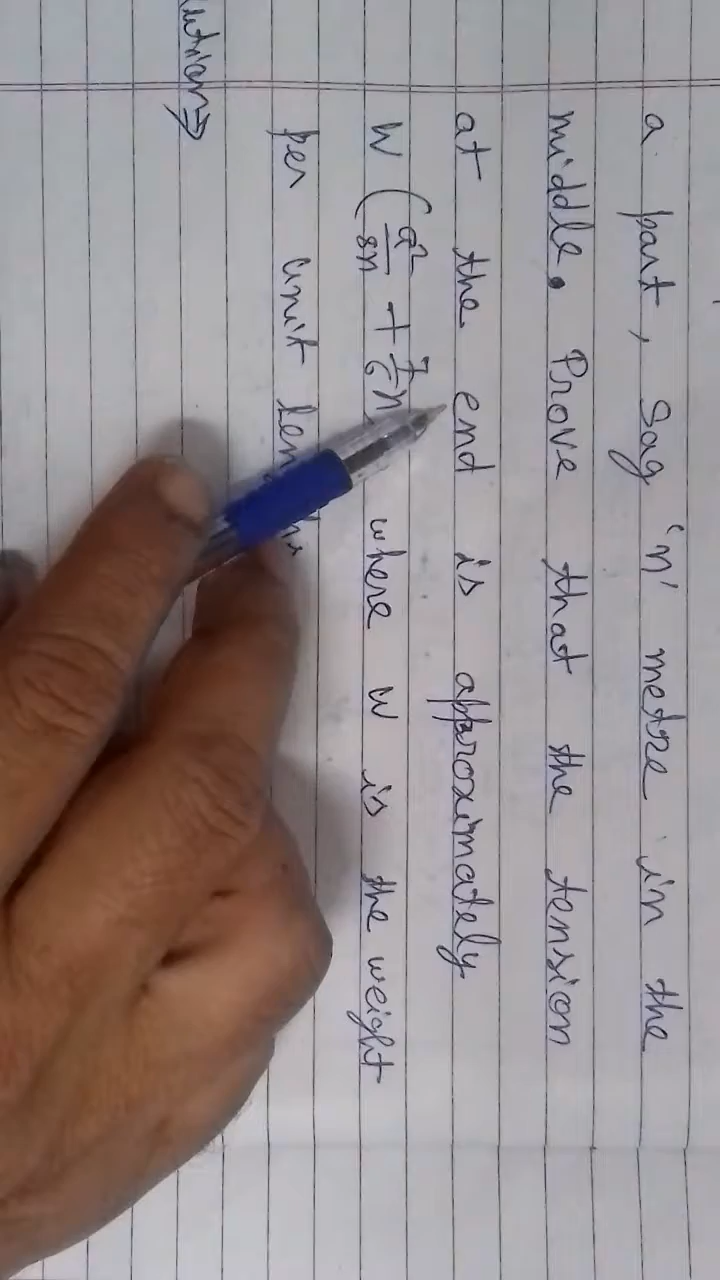 a part, Say 'n' metre in the
middle. Prove that the tension
at the end is approximately
W (a²/8n + 7/6 n where W is the weight
per unit